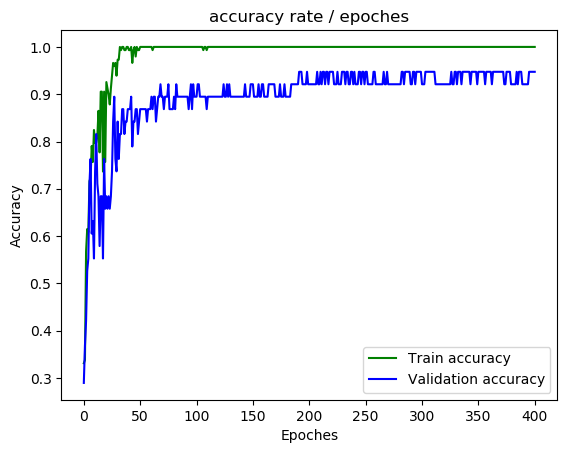 accuracy rate / epoches
1.0
0.9
0.8
0.7
0.6
0.5
0.4
0.3
Accuracy
Train accuracy
Validation accuracy
0 50 100 150 200 250 300 350 400
Epoches